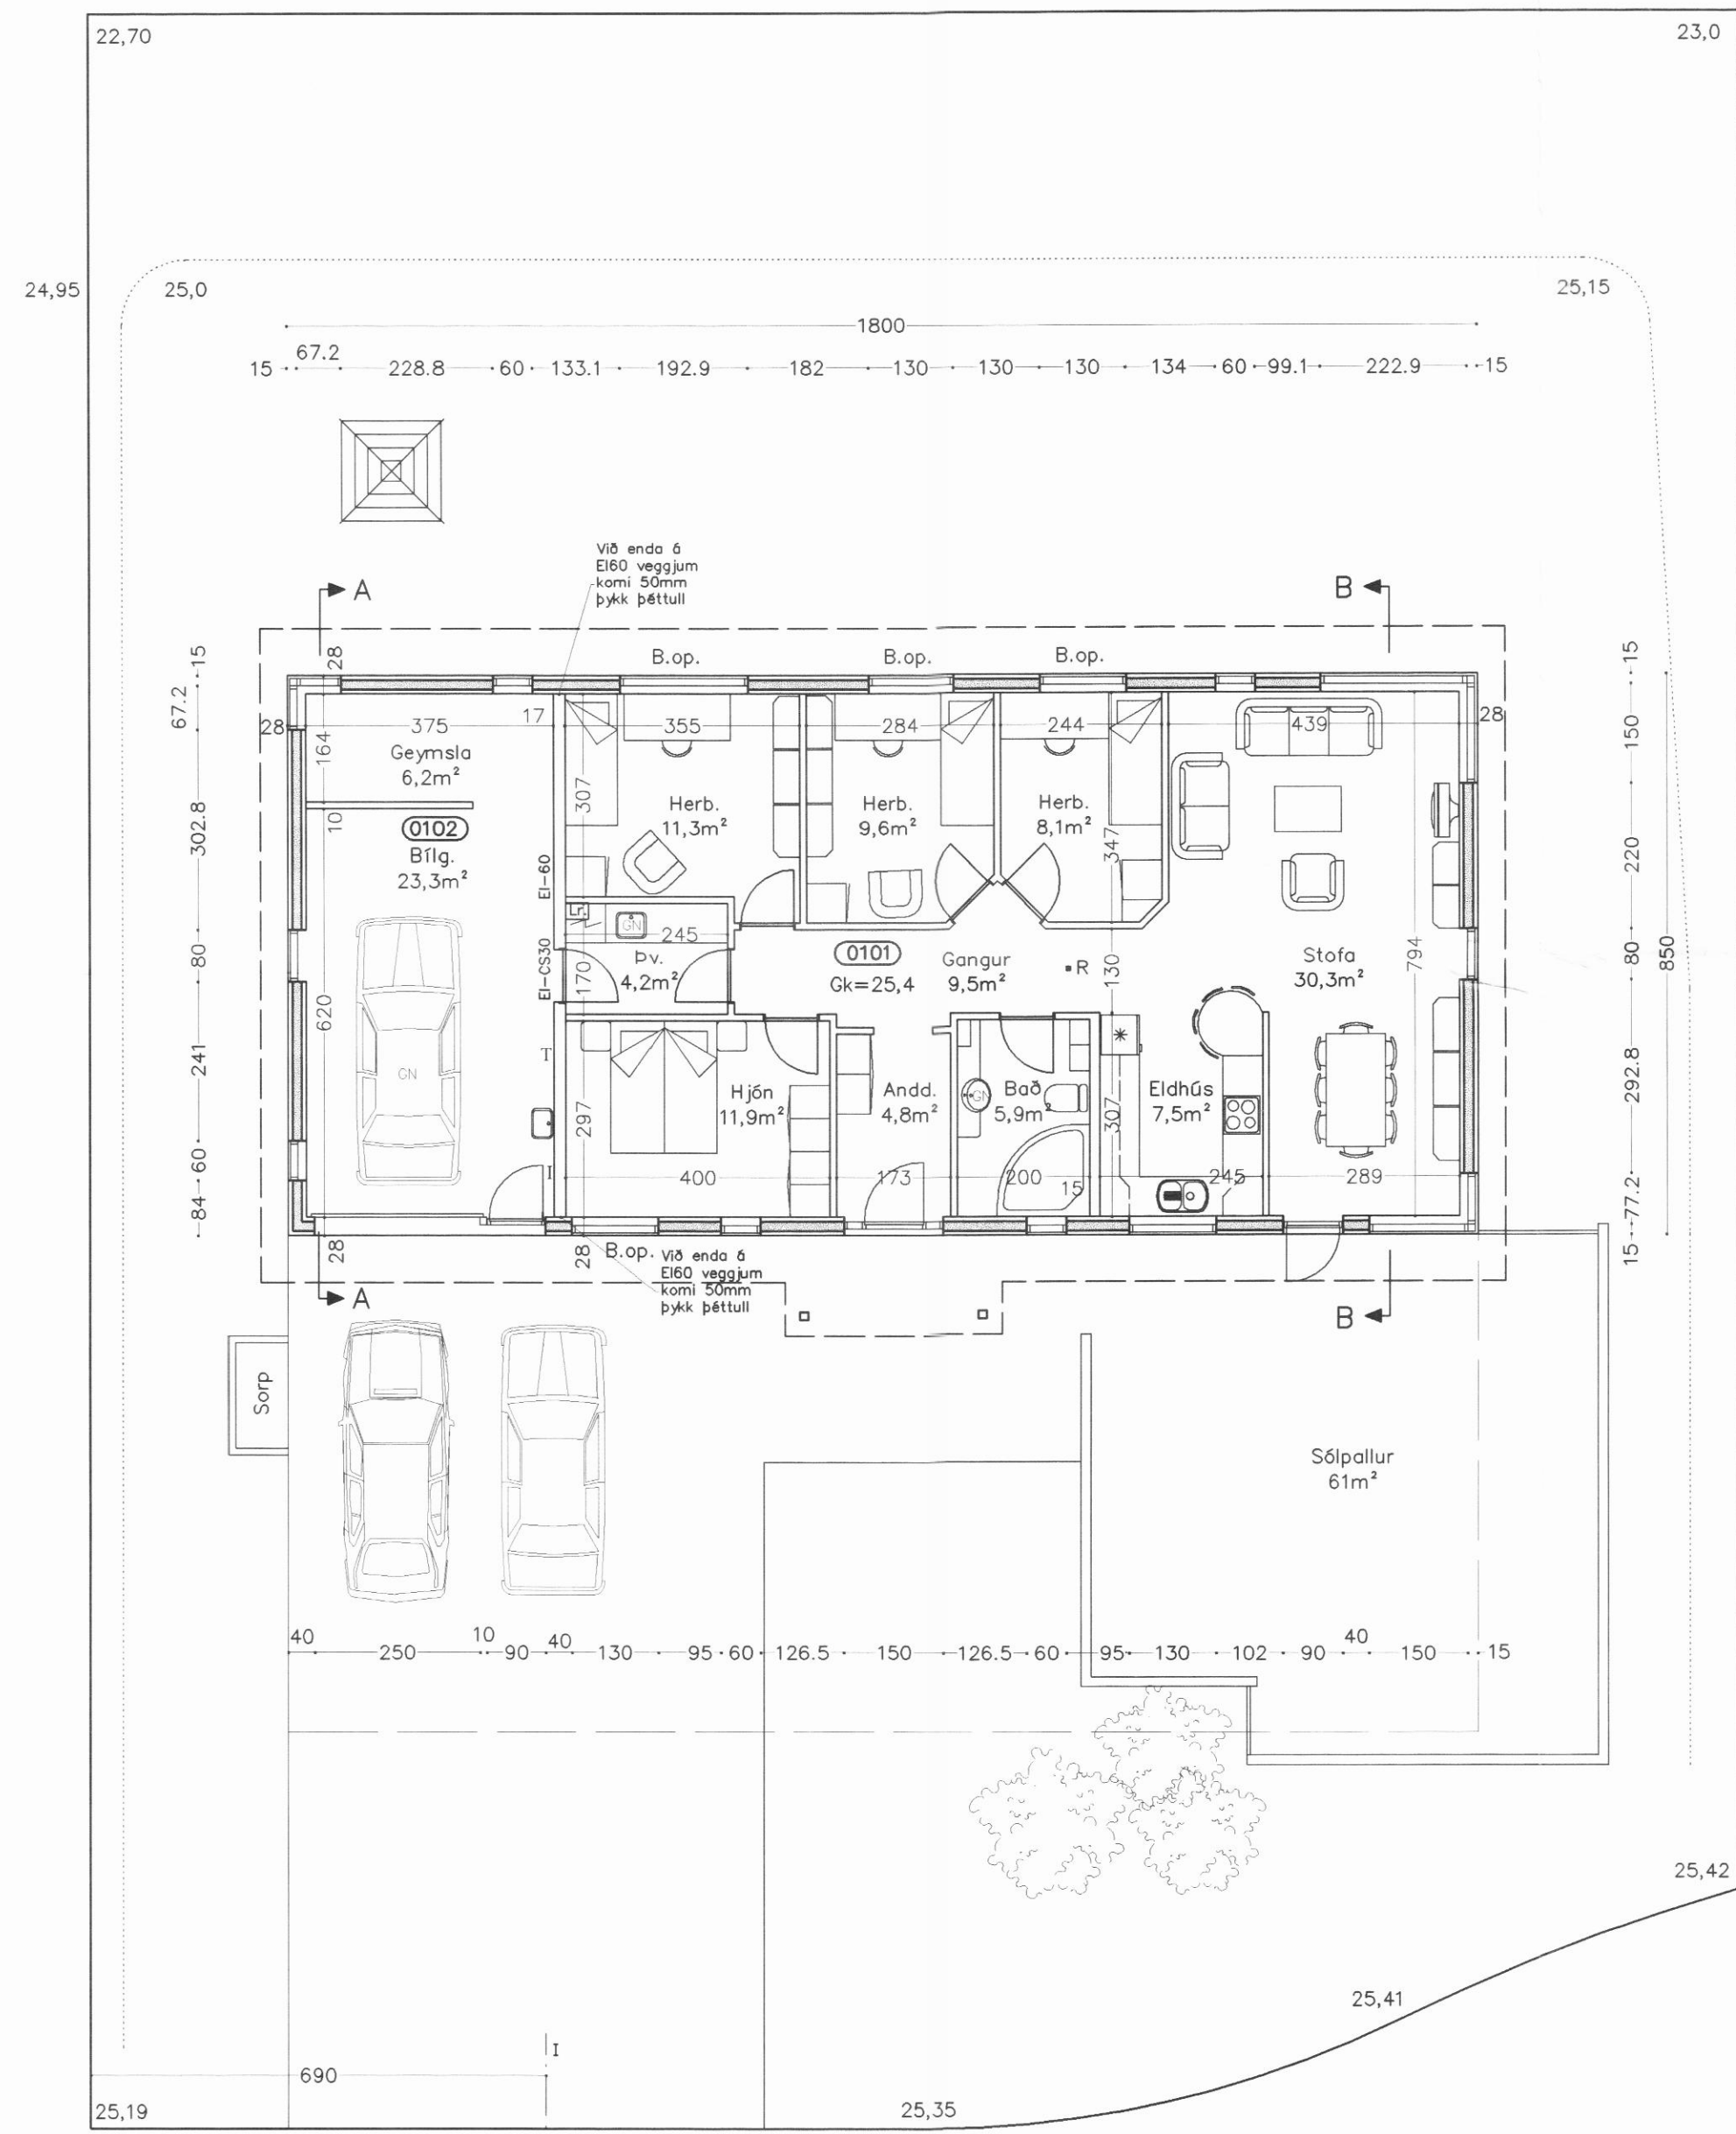 22,70
23,0
24,95
25,0
25,15
1800
15
67.2
228.8
60
133.1
192.9
182
130
130
130
134
60
99.1
222.9
15
Við enda á
EI60 veggjum
komi 50mm
þykk þéttull
A
B
B.op.
B.op.
B.op.
15
67.2
302.8
80
241
60
84
15
150
220
80
292.8
77.2
15
850
28
28
375
17
355
284
244
439
28
164
Geymsla
6,2m²
10
0102
Bílg.
23,3m²
620
GN
307
Herb.
11,3m²
Herb.
9,6m²
Herb.
8,1m²
347
EI-60
EI-CS30
GN
245
Þv.
4,2m²
170
0101
Gk=25,4
Gangur
9,5m²
R
130
Stofa
30,3m²
794
T
I
297
Hjón
11,9m²
400
Andd.
4,8m²
173
GN
Bað
5,9m²
200
15
307
Eldhús
7,5m²
245
289
28
28
B.op.
Við enda á
EI60 veggjum
komi 50mm
þykk þéttull
A
B
Sorp
Sólpallur
61m²
40
250
10
90
40
130
95
60
126.5
150
126.5
60
95
130
102
90
40
150
15
25,42
25,41
I
690
25,19
25,35